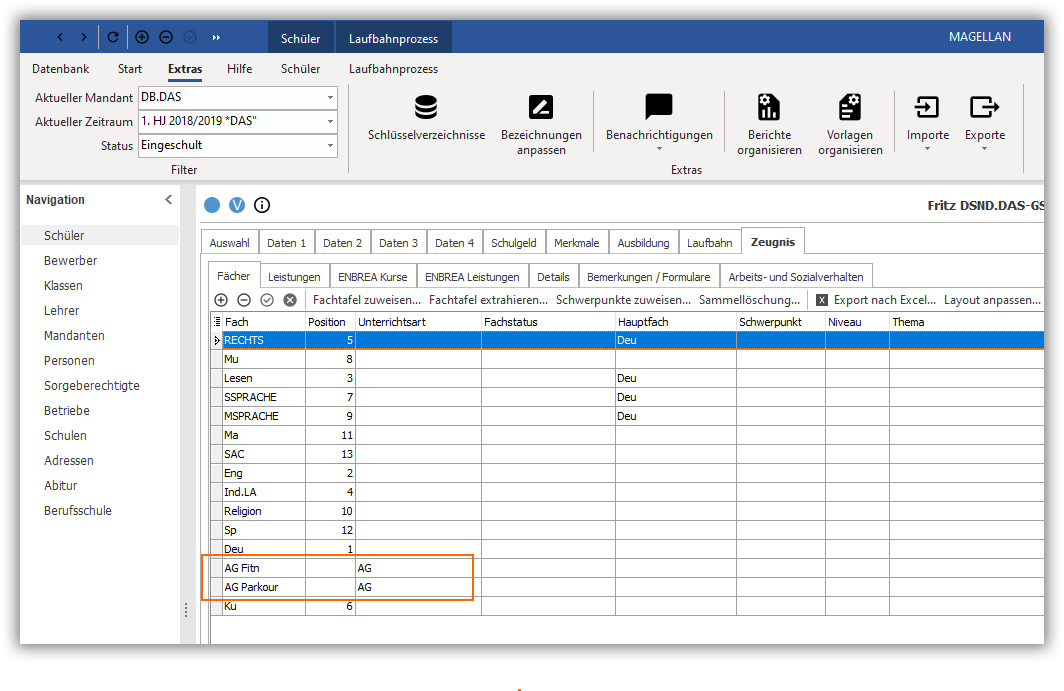 Schüler Laufbahnprozess MAGELLAN
Datenbank Start Extras Hilfe Schüler Laufbahnprozess
Aktueller Mandant DB.DAS
Aktueller Zeitraum 1. HJ 2018/2019 *DAS"
Status Eingeschult
Filter
Schlüsselverzeichnisse
Bezeichnungen
anpassen
Benachrichtigungen
Berichte
organisieren
Vorlagen
organisieren
Importe
Exporte
Extras
Navigation
Schüler
Bewerber
Klassen
Lehrer
Mandanten
Personen
Sorgeberechtigte
Betriebe
Schulen
Adressen
Abitur
Berufsschule
V
Fritz DSND.DAS-GS
Auswahl Daten 1 Daten 2 Daten 3 Daten 4 Schulgeld Merkmale Ausbildung Laufbahn Zeugnis
Fächer Leistungen ENBREA Kurse ENBREA Leistungen Details Bemerkungen / Formulare Arbeits- und Sozialverhalten
Fachtafel zuweisen... Fachtafel extrahieren... Schwerpunkte zuweisen... Sammellöschung... X Export nach Excel... Layout anpassen...
Fach Position Unterrichtsart Fachstatus Hauptfach Schwerpunkt Niveau Thema
RECHTS 5 Deu
Mu 8
Lesen 3 Deu
SSPRACHE 7 Deu
MSPRACHE 9 Deu
Ma 11
SAC 13
Eng 2
Ind.LA 4
Religion 10
Sp 12
Deu 1
AG Fitn AG
AG Parkour AG
Ku 6